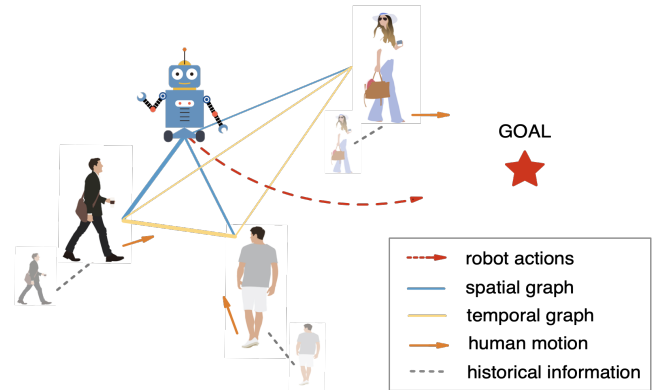 GOAL
robot actions
spatial graph
temporal graph
human motion
historical information